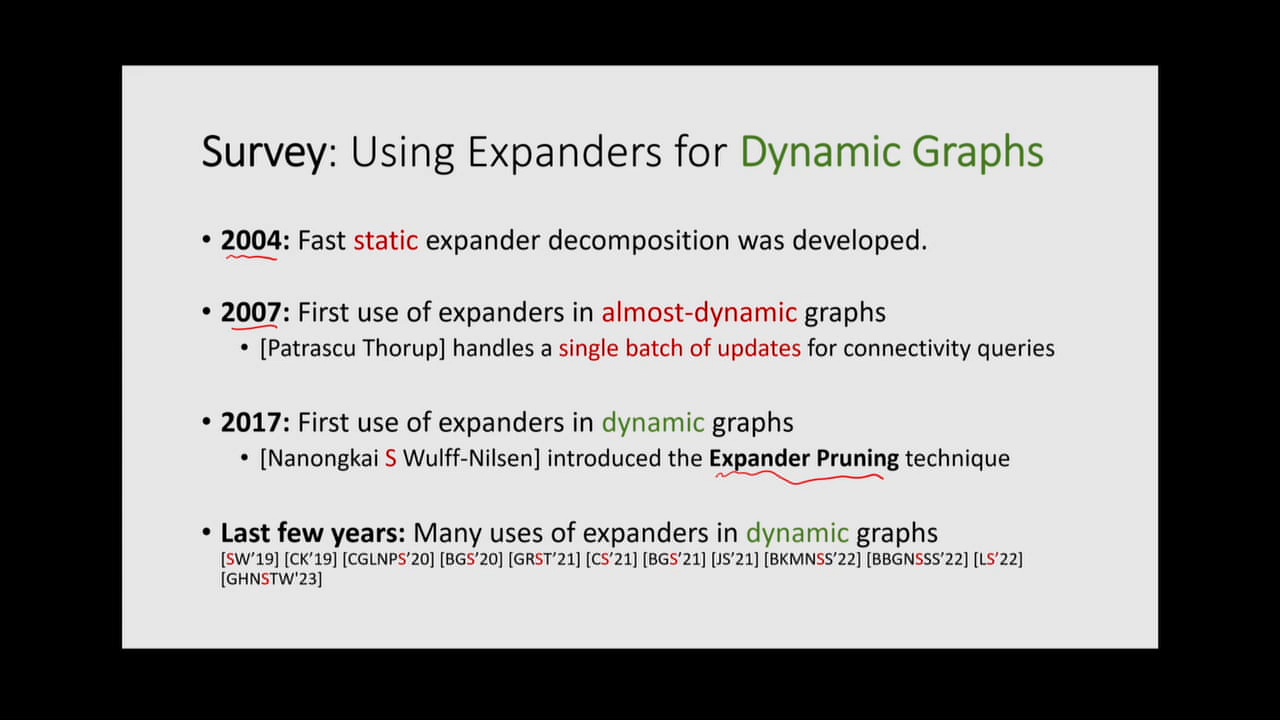 Survey: Using Expanders for Dynamic Graphs
• 2004: Fast static expander decomposition was developed.
• 2007: First use of expanders in almost-dynamic graphs
• [Patrascu Thorup] handles a single batch of updates for connectivity queries
• 2017: First use of expanders in dynamic graphs
• [Nanongkai S Wulff-Nilsen] introduced the Expander Pruning technique
• Last few years: Many uses of expanders in dynamic graphs
[SW’19] [CK’19] [CGLNPS’20] [BGS’20] [GRST’21] [CS’21] [BGS’21] [JS’21] [BKMNSS’22] [BBGNSSS’22] [LS’22]
[GHNSTW'23]